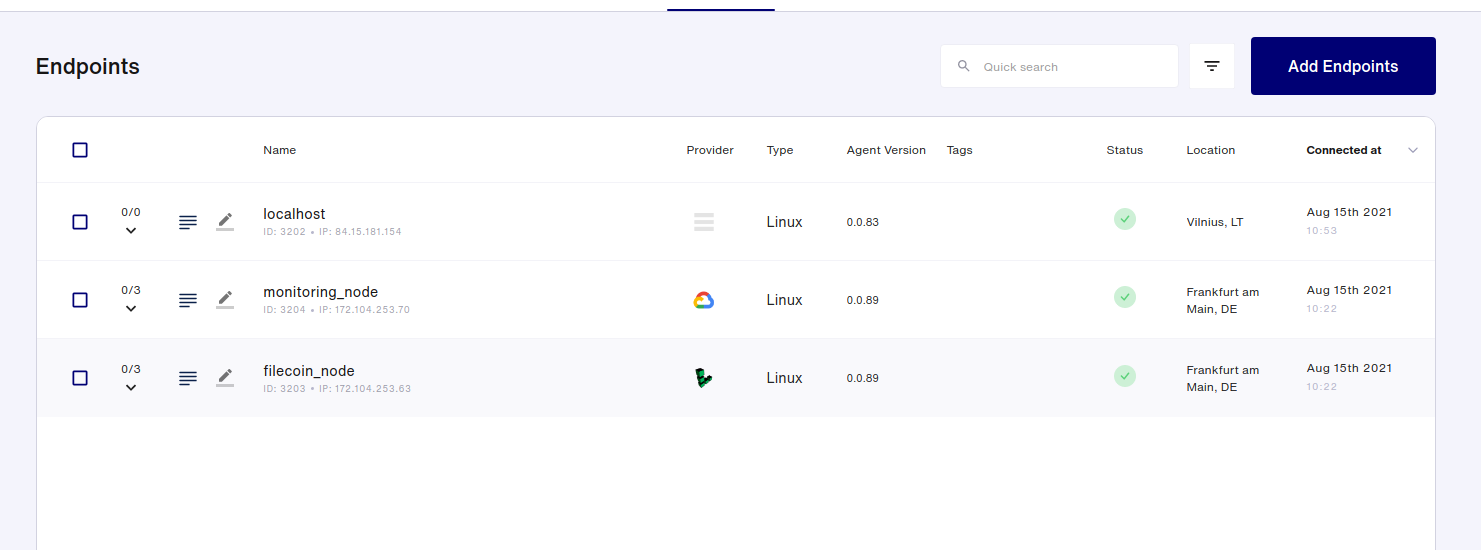 Endpoints
Quick search
Add Endpoints
Name Provider Type Agent Version Tags Status Location Connected at
0/0 localhost Linux 0.0.83 Vilnius, LT Aug 15th 2021
ID: 3202 • IP: 84.15.181.154 10:53
0/3 monitoring_node Linux 0.0.89 Frankfurt am Aug 15th 2021
ID: 3204 • IP: 172.104.253.70 Main, DE 10:22
0/3 filecoin_node Linux 0.0.89 Frankfurt am Aug 15th 2021
ID: 3203 • IP: 172.104.253.63 Main, DE 10:22